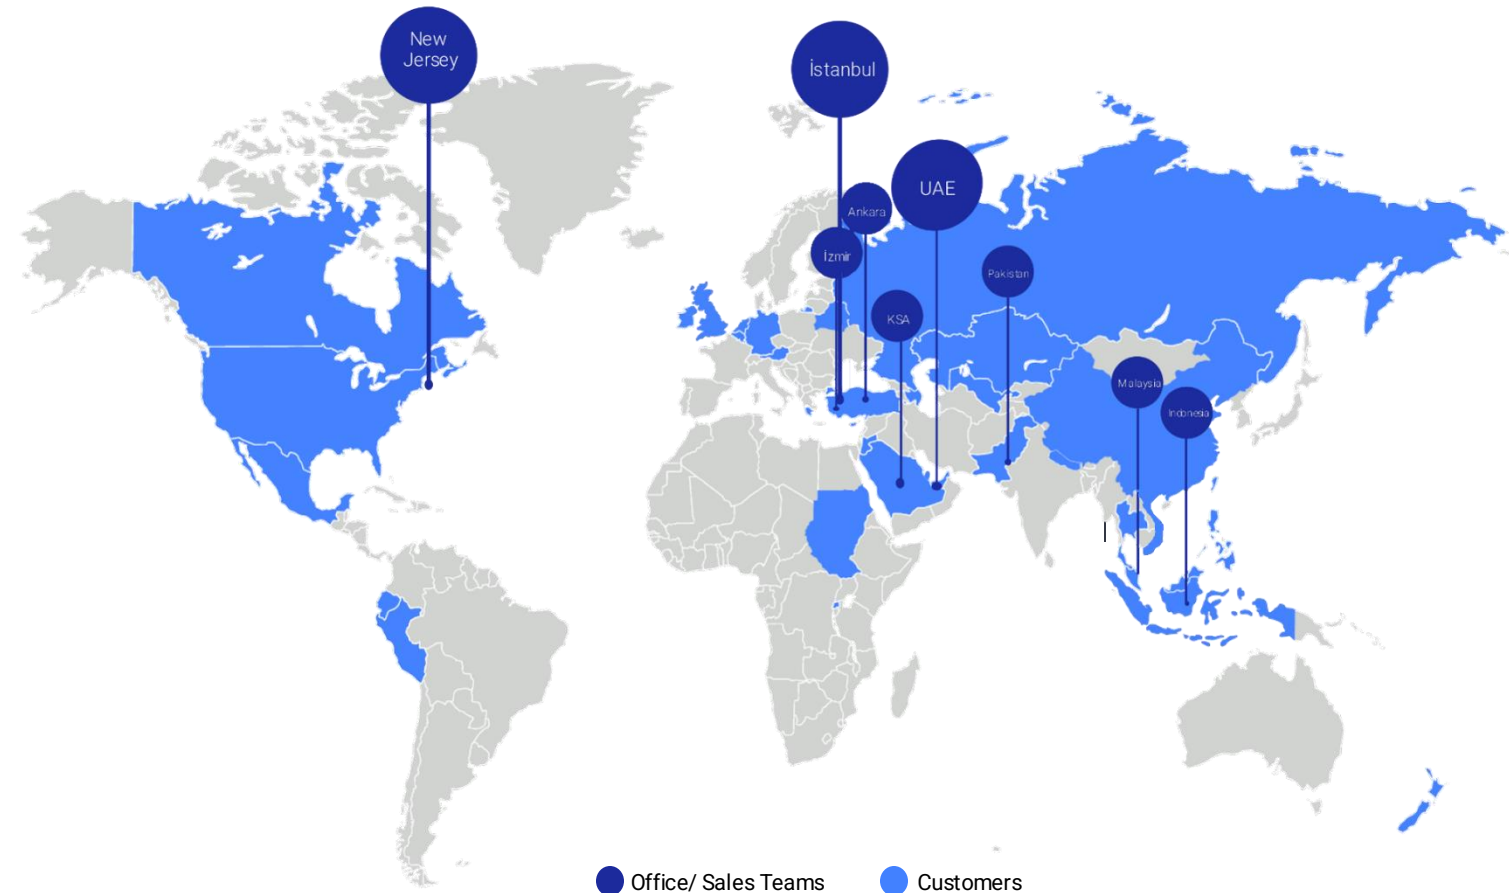 New
Jersey
İstanbul
UAE
Ankara
İzmir
Pakistan
KSA
Malaysia
Indonesia
Office/ Sales Teams
Customers